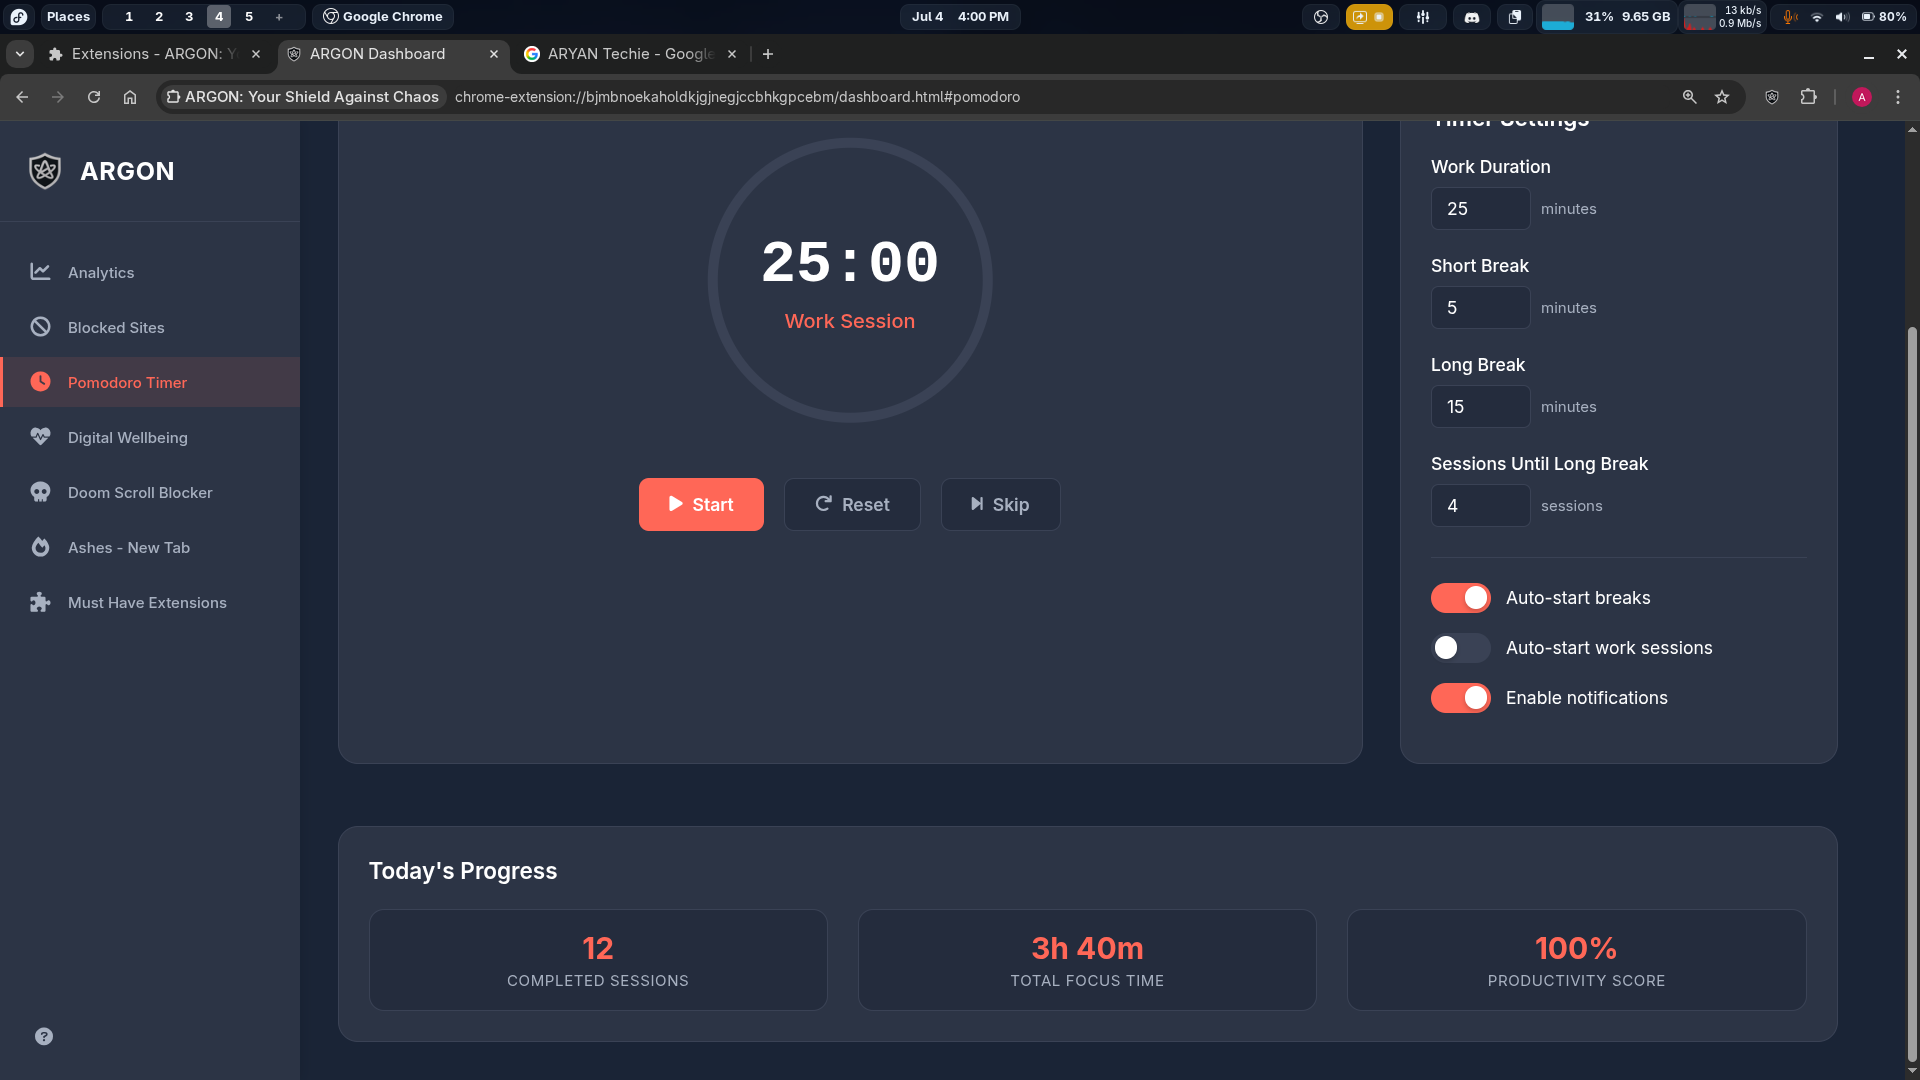 Places 1 2 3 4 5 + Google Chrome Jul 4 4:00 PM 31% 9.65 GB 13 kb/s 0.9 Mb/s 80%
Extensions - ARGON: Y ARGON Dashboard ARYAN Techie - Google
ARGON: Your Shield Against Chaos chrome-extension://bjmbnoekaholdkjgjnegjccbhkgpcebm/dashboard.html#pomodoro A
ARGON
Analytics
Blocked Sites
Pomodoro Timer
Digital Wellbeing
Doom Scroll Blocker
Ashes - New Tab
Must Have Extensions
?
25:00
Work Session
Start Reset Skip
Timer Settings
Work Duration
25 minutes
Short Break
5 minutes
Long Break
15 minutes
Sessions Until Long Break
4 sessions
Auto-start breaks
Auto-start work sessions
Enable notifications
Today's Progress
12
COMPLETED SESSIONS
3h 40m
TOTAL FOCUS TIME
100%
PRODUCTIVITY SCORE